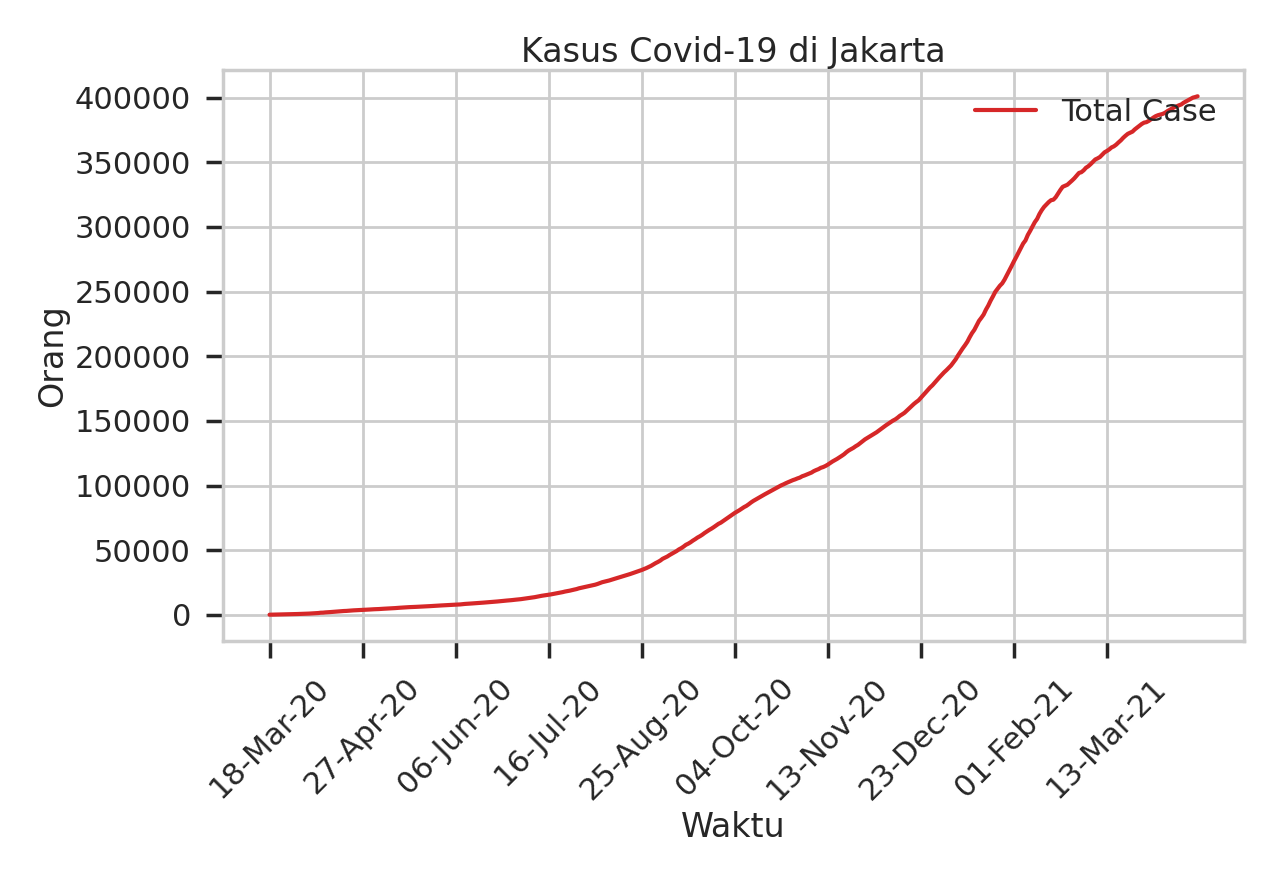 Kasus Covid-19 di Jakarta
Total Case
400000
350000
300000
250000
200000
150000
100000
50000
0
Orang
18-Mar-20
27-Apr-20
06-Jun-20
16-Jul-20
25-Aug-20
04-Oct-20
13-Nov-20
23-Dec-20
01-Feb-21
13-Mar-21
Waktu